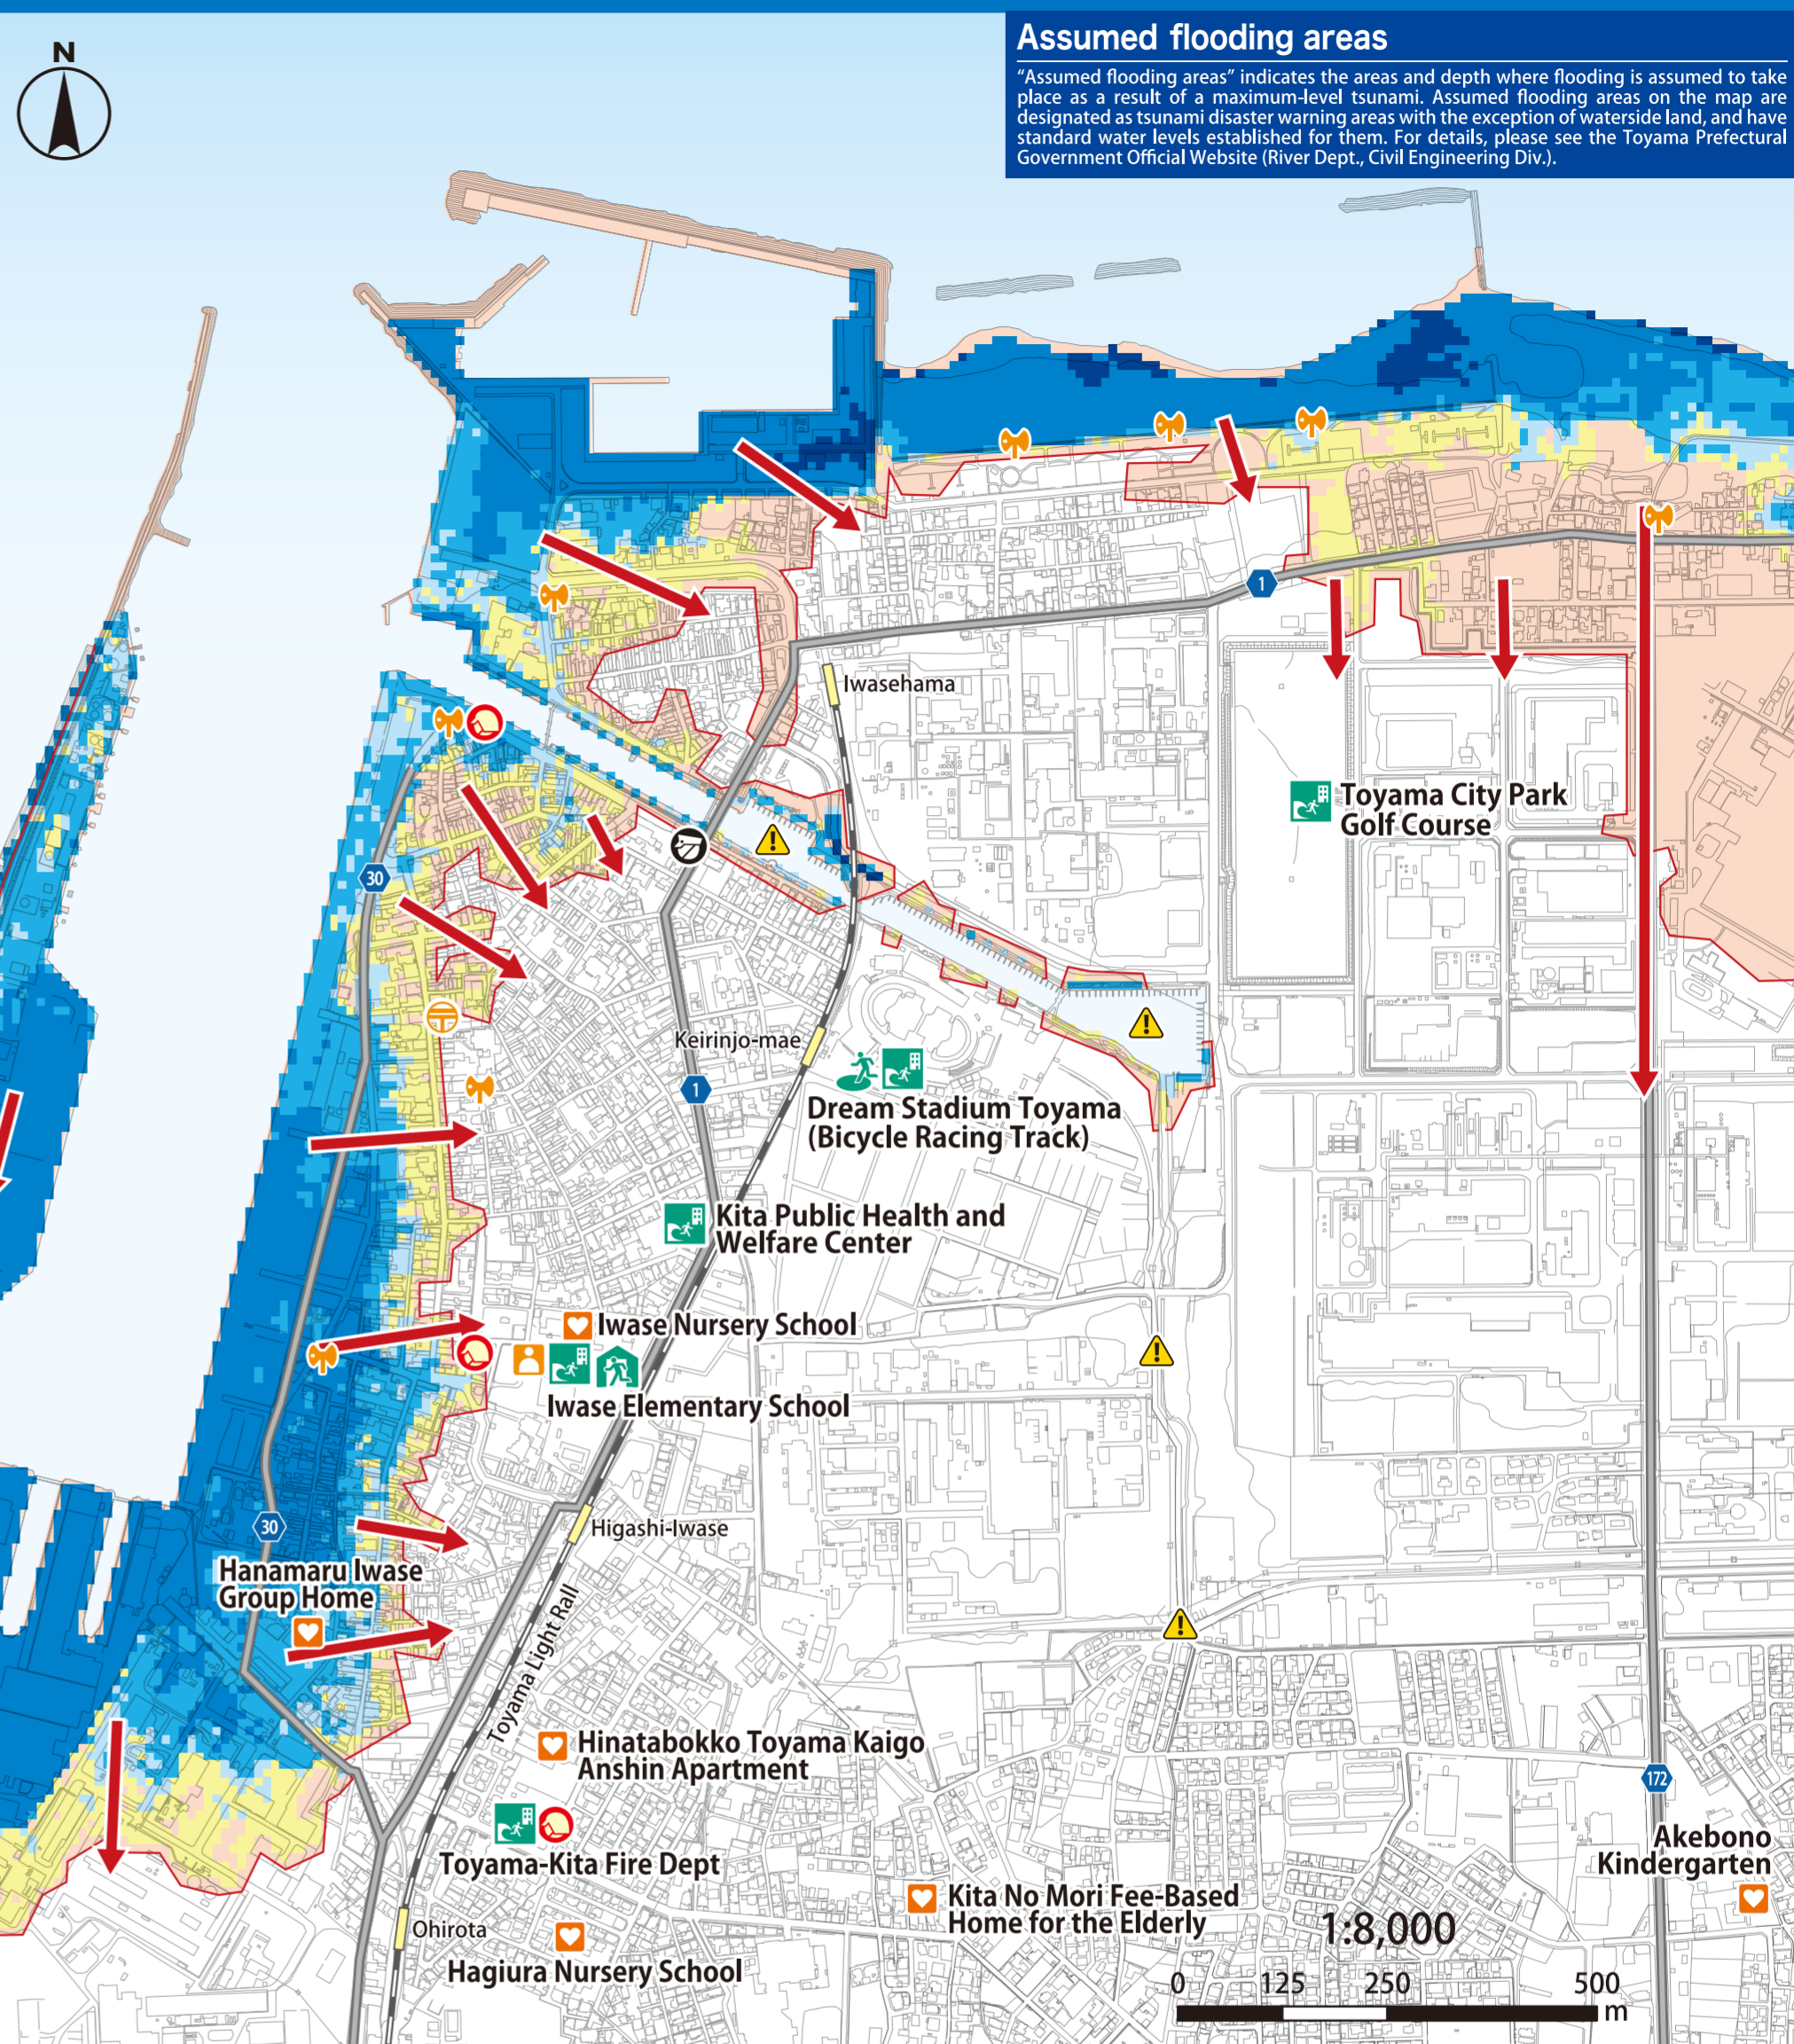 N
Assumed flooding areas
“Assumed flooding areas” indicates the areas and depth where flooding is assumed to take
place as a result of a maximum-level tsunami. Assumed flooding areas on the map are
designated as tsunami disaster warning areas with the exception of waterside land, and have
standard water levels established for them. For details, please see the Toyama Prefectural
Government Official Website (River Dept., Civil Engineering Div.).
1
Iwasehama
Toyama City Park
Golf Course
30
Keirinjo-mae
1
Dream Stadium Toyama
(Bicycle Racing Track)
Kita Public Health and
Welfare Center
Iwase Nursery School
Iwase Elementary School
30
Higashi-Iwase
Hanamaru Iwase
Group Home
Toyama Light Rall
Hinatabokko Toyama Kaigo
Anshin Apartment
172
Toyama-Kita Fire Dept
Akebono
Kindergarten
Kita No Mori Fee-Based
Home for the Elderly
Ohirota
Hagiura Nursery School
1:8,000
0 125 250 500
m